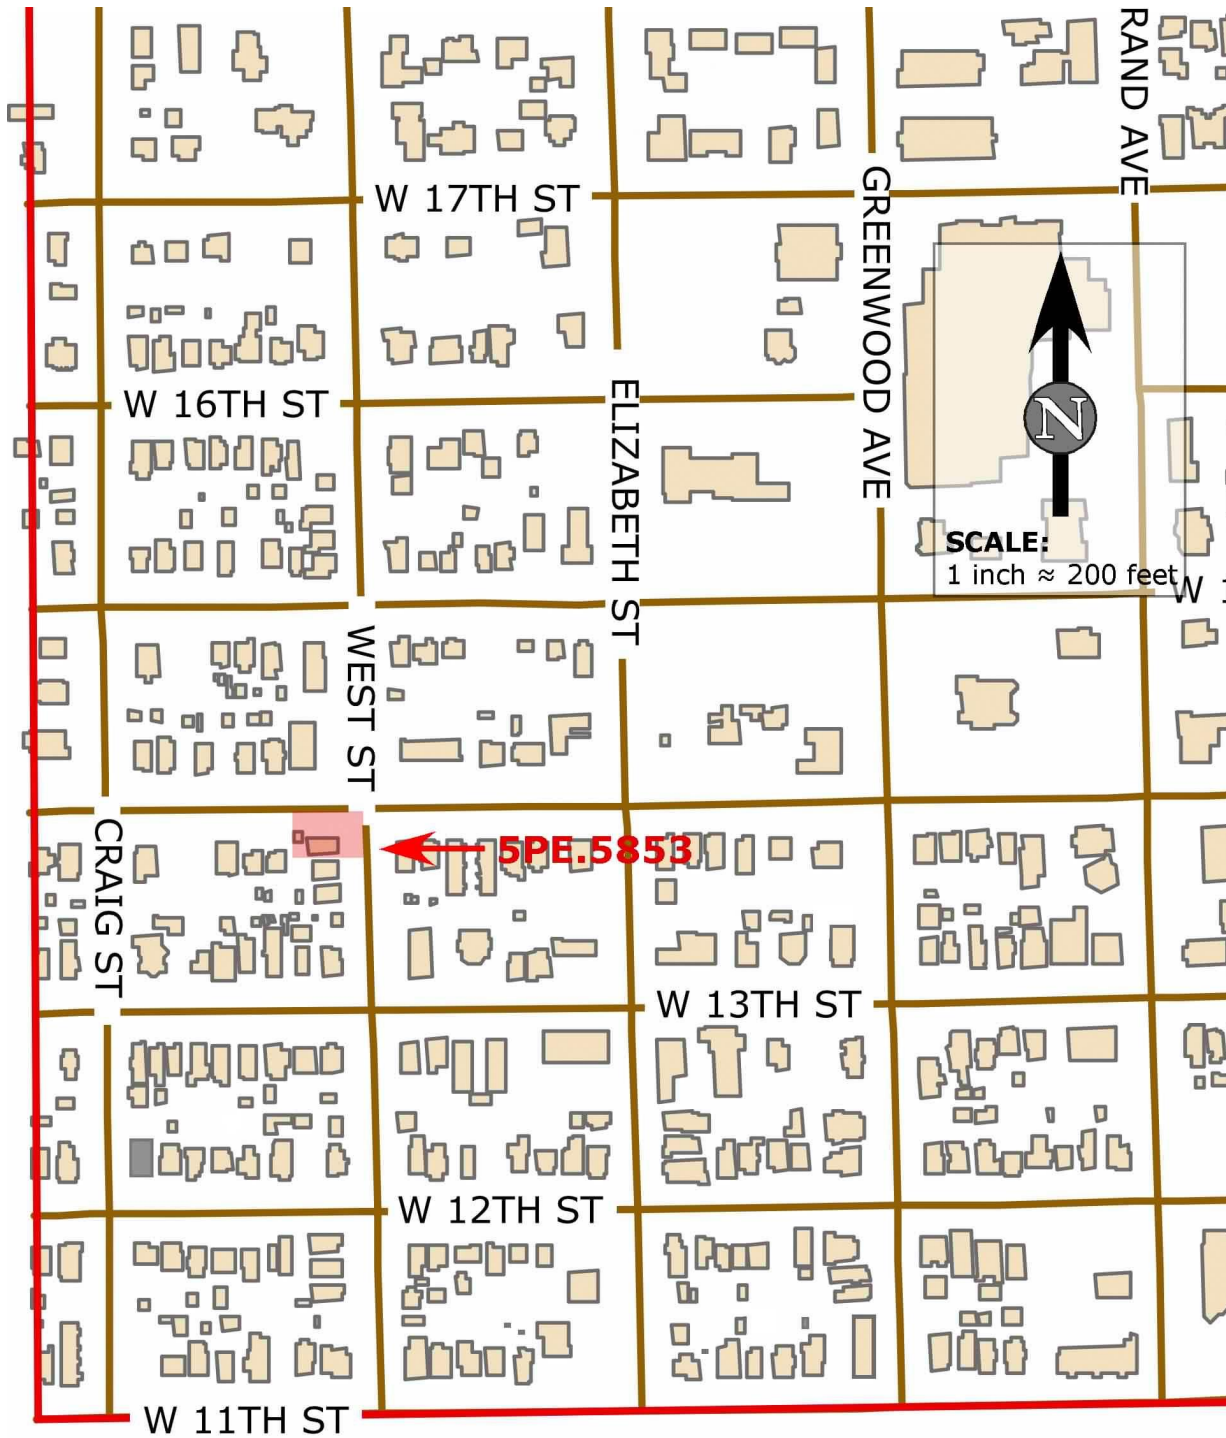 RAND AVE
W 17TH ST
GREENWOOD AVE
W 16TH ST
ELIZABETH ST
N
SCALE:
1 inch ≈ 200 feet
W 1
WEST ST
CRAIG ST
5PE.5853
W 13TH ST
W 12TH ST
W 11TH ST